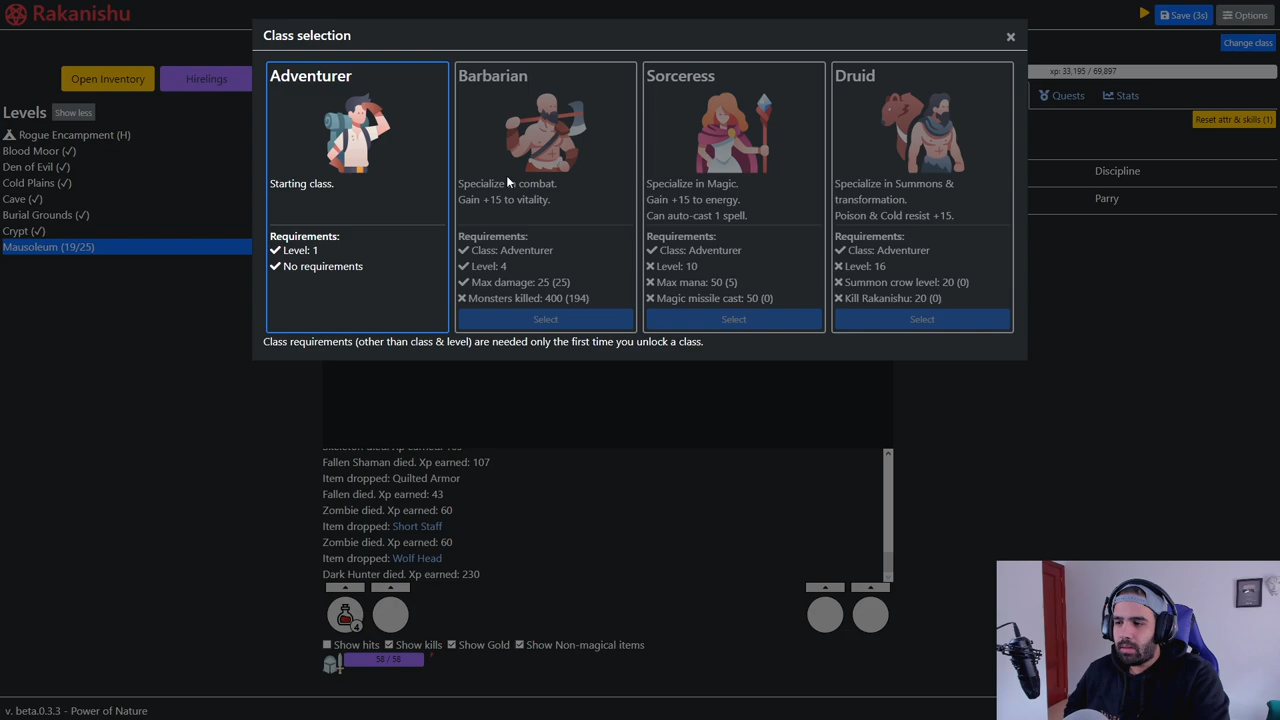 Rakanishu
Save (3s)
Options
Class selection
×
Change class
Open Inventory
Hirelings
xp: 33,195 / 69,897
Quests
Stats
Reset attr & skills (1)
Levels
Show less
Rogue Encampment (H)
Blood Moor (✓)
Den of Evil (✓)
Cold Plains (✓)
Cave (✓)
Burial Grounds (✓)
Crypt (✓)
Mausoleum (19/25)
Adventurer
Starting class.
Requirements:
✓ Level: 1
✓ No requirements
Barbarian
Specialize in combat.
Gain +15 to vitality.
Requirements:
✓ Class: Adventurer
✓ Level: 4
✓ Max damage: 25 (25)
✕ Monsters killed: 400 (194)
Select
Sorceress
Specialize in Magic.
Gain +15 to energy.
Can auto-cast 1 spell.
Requirements:
✓ Class: Adventurer
✕ Level: 10
✕ Max mana: 50 (5)
✕ Magic missile cast: 50 (0)
Select
Druid
Specialize in Summons &
transformation.
Poison & Cold resist +15.
Requirements:
✓ Class: Adventurer
✕ Level: 16
✕ Summon crow level: 20 (0)
✕ Kill Rakanishu: 20 (0)
Select
Class requirements (other than class & level) are needed only the first time you unlock a class.
Discipline
Parry
Fallen Shaman died. Xp earned: 107
Item dropped: Quilted Armor
Fallen died. Xp earned: 43
Zombie died. Xp earned: 60
Item dropped: Short Staff
Zombie died. Xp earned: 60
Item dropped: Wolf Head
Dark Hunter died. Xp earned: 230
4
Show hits
Show kills
Show Gold
Show Non-magical items
58 / 58
v. beta.0.3.3 - Power of Nature